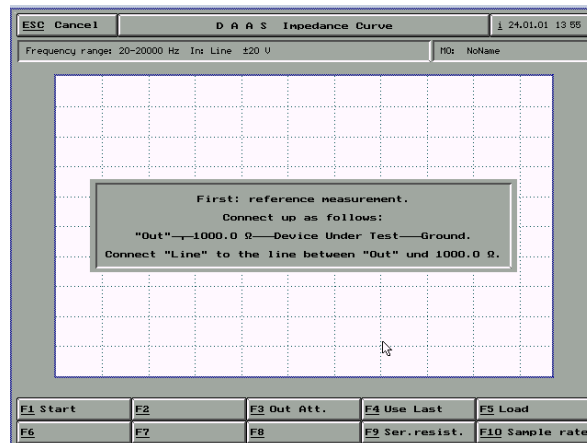 ESC Cancel
D A A S Impedance Curve
i 24.01.01 13 55
Frequency range: 20-20000 Hz In: Line ±20 V
M0: NoName
First: reference measurement.
Connect up as follows:
"Out"─┬─1000.0 Ω───Device Under Test───Ground.
Connect "Line" to the line between "Out" und 1000.0 Ω.
F1 Start
F2
F3 Out Att.
F4 Use Last
F5 Load
F6
F7
F8
F9 Ser.resist.
F10 Sample rate